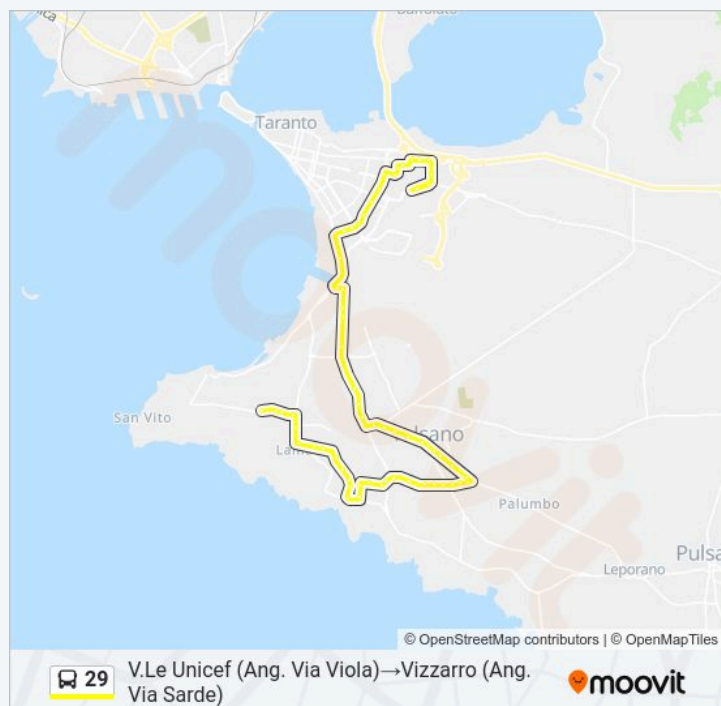 Taranto
San Vito
Palumbo
Pulsa
Leporano
© OpenStreetMap contributors | © OpenMapTiles
29
V.Le Unicef (Ang. Via Viola)→Vizzarro (Ang.
Via Sarde)
moovit